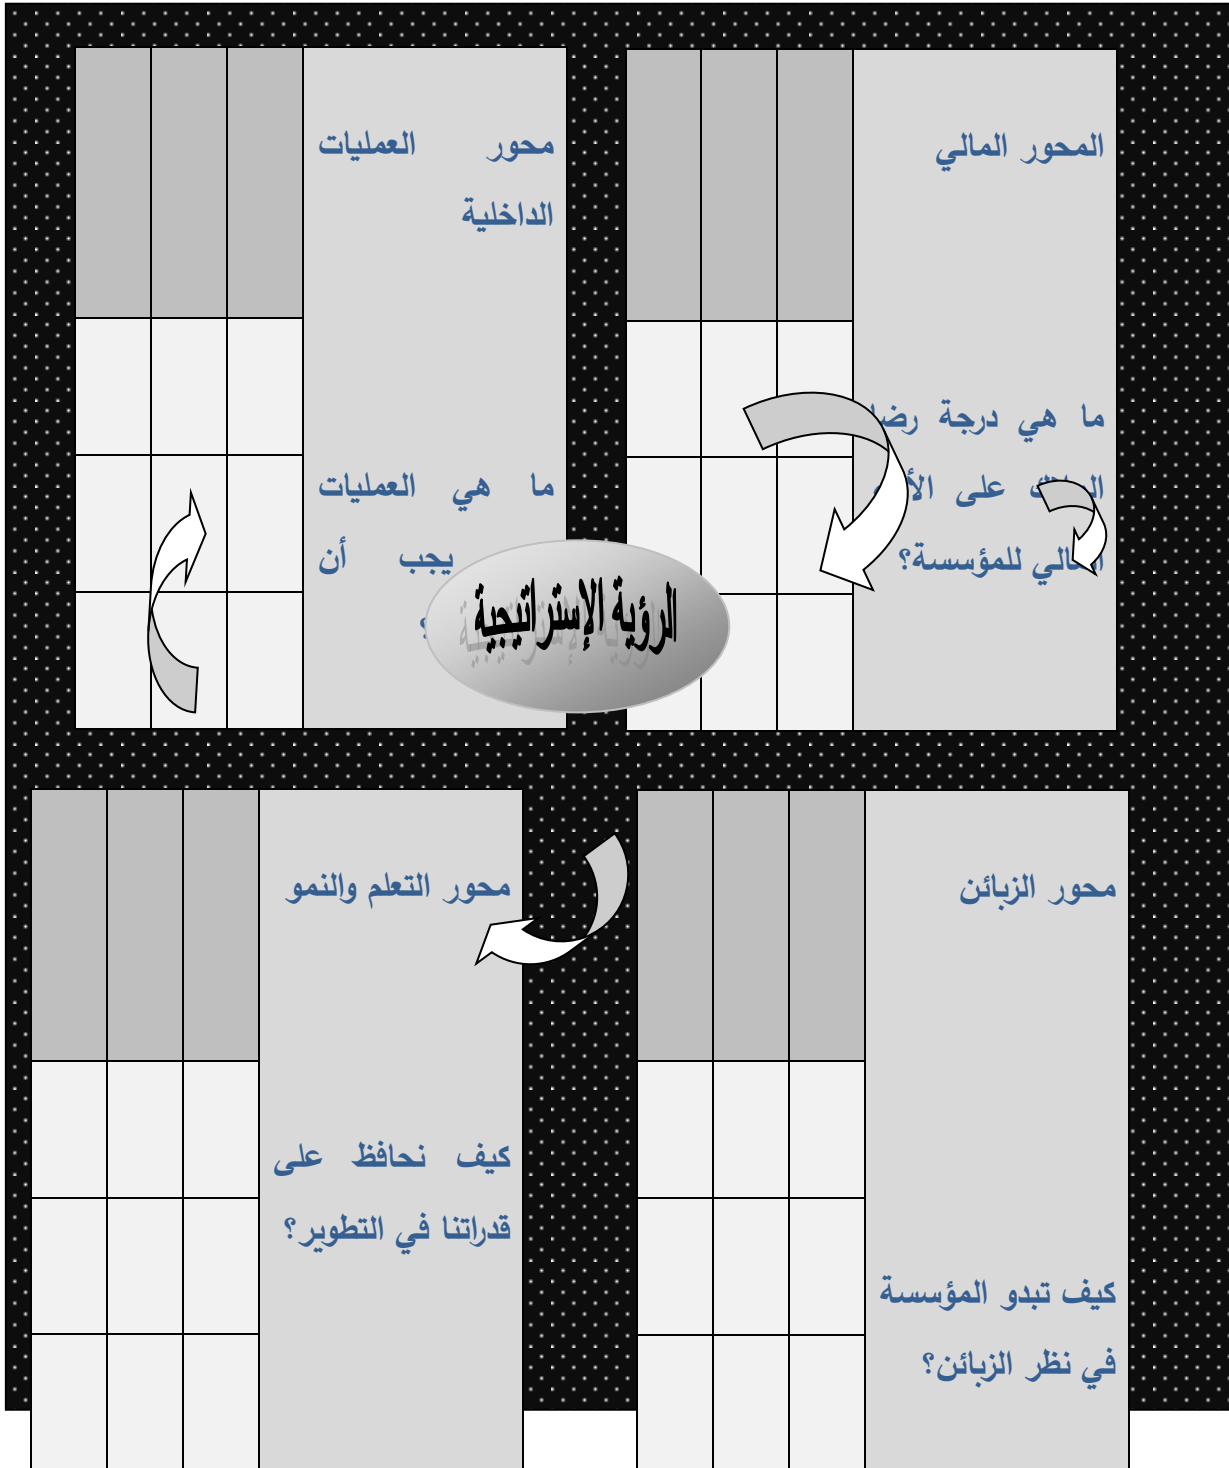 المحور المالي
ما هي درجة رضا
على
للمؤسسة؟
محور العمليات
الداخلية
ما هي العمليات
يجب أن
؟
الرؤية الإستراتيجية
محور الزبائن
كيف تبدو المؤسسة
في نظر الزبائن؟
محور التعلم والنمو
كيف نحافظ على
قدراتنا في التطوير؟